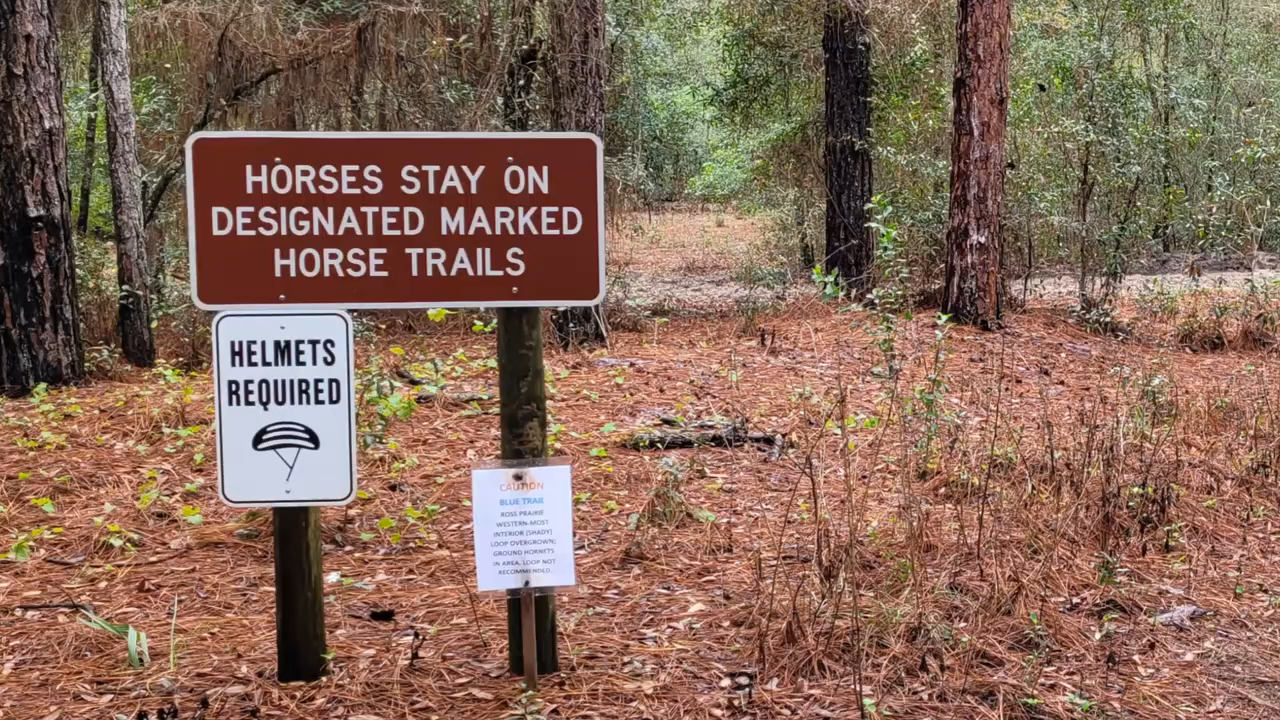 HORSES STAY ON
DESIGNATED MARKED
HORSE TRAILS
HELMETS
REQUIRED
CAUTION
BLUE TRAIL
ROSS PRAIRIE
WESTERN-MOST
INTERIOR (SHADY)
LOOP OVERGROWN;
GROUND HORNETS
IN AREA, LOOP NOT
RECOMMENDED.